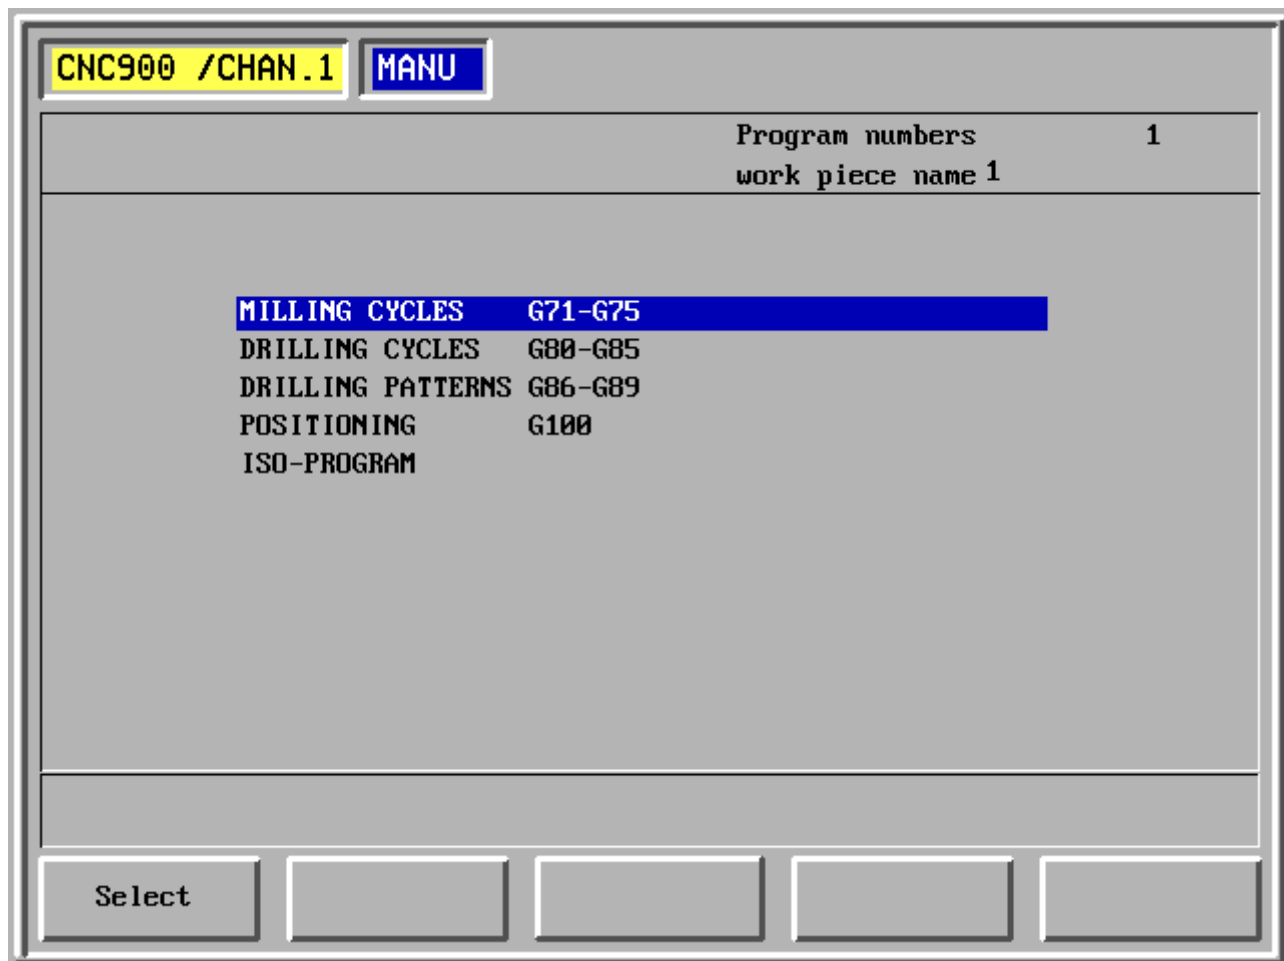 CNC900 /CHAN.1 MANU
Program numbers 1
work piece name 1
MILLING CYCLES G71-G75
DRILLING CYCLES G80-G85
DRILLING PATTERNS G86-G89
POSITIONING G100
ISO-PROGRAM
Select